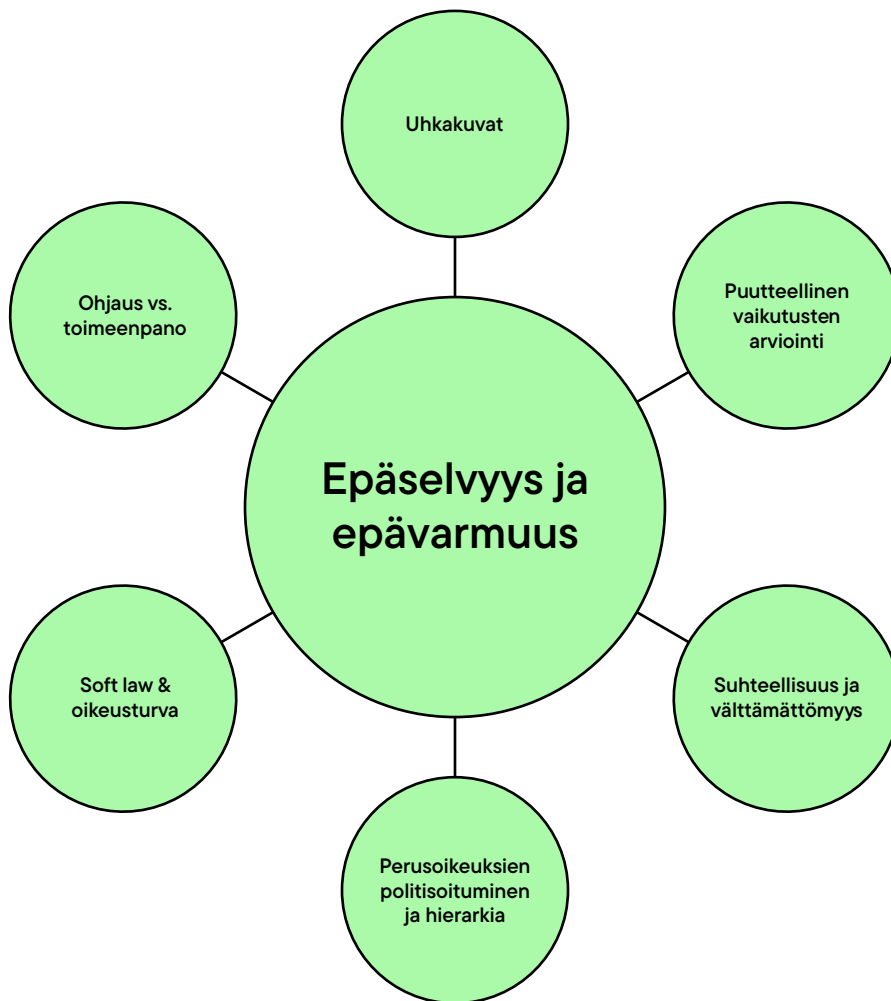 Uhkakuvat
Ohjaus vs.
toimeenpano
Puutteellinen
vaikutusten
arviointi
Epäselvyys ja
epävarmuus
Soft law &
oikeusturva
Suhteellisuus ja
välttämättömyys
Perusoikeuksien
politisoituminen
ja hierarkia